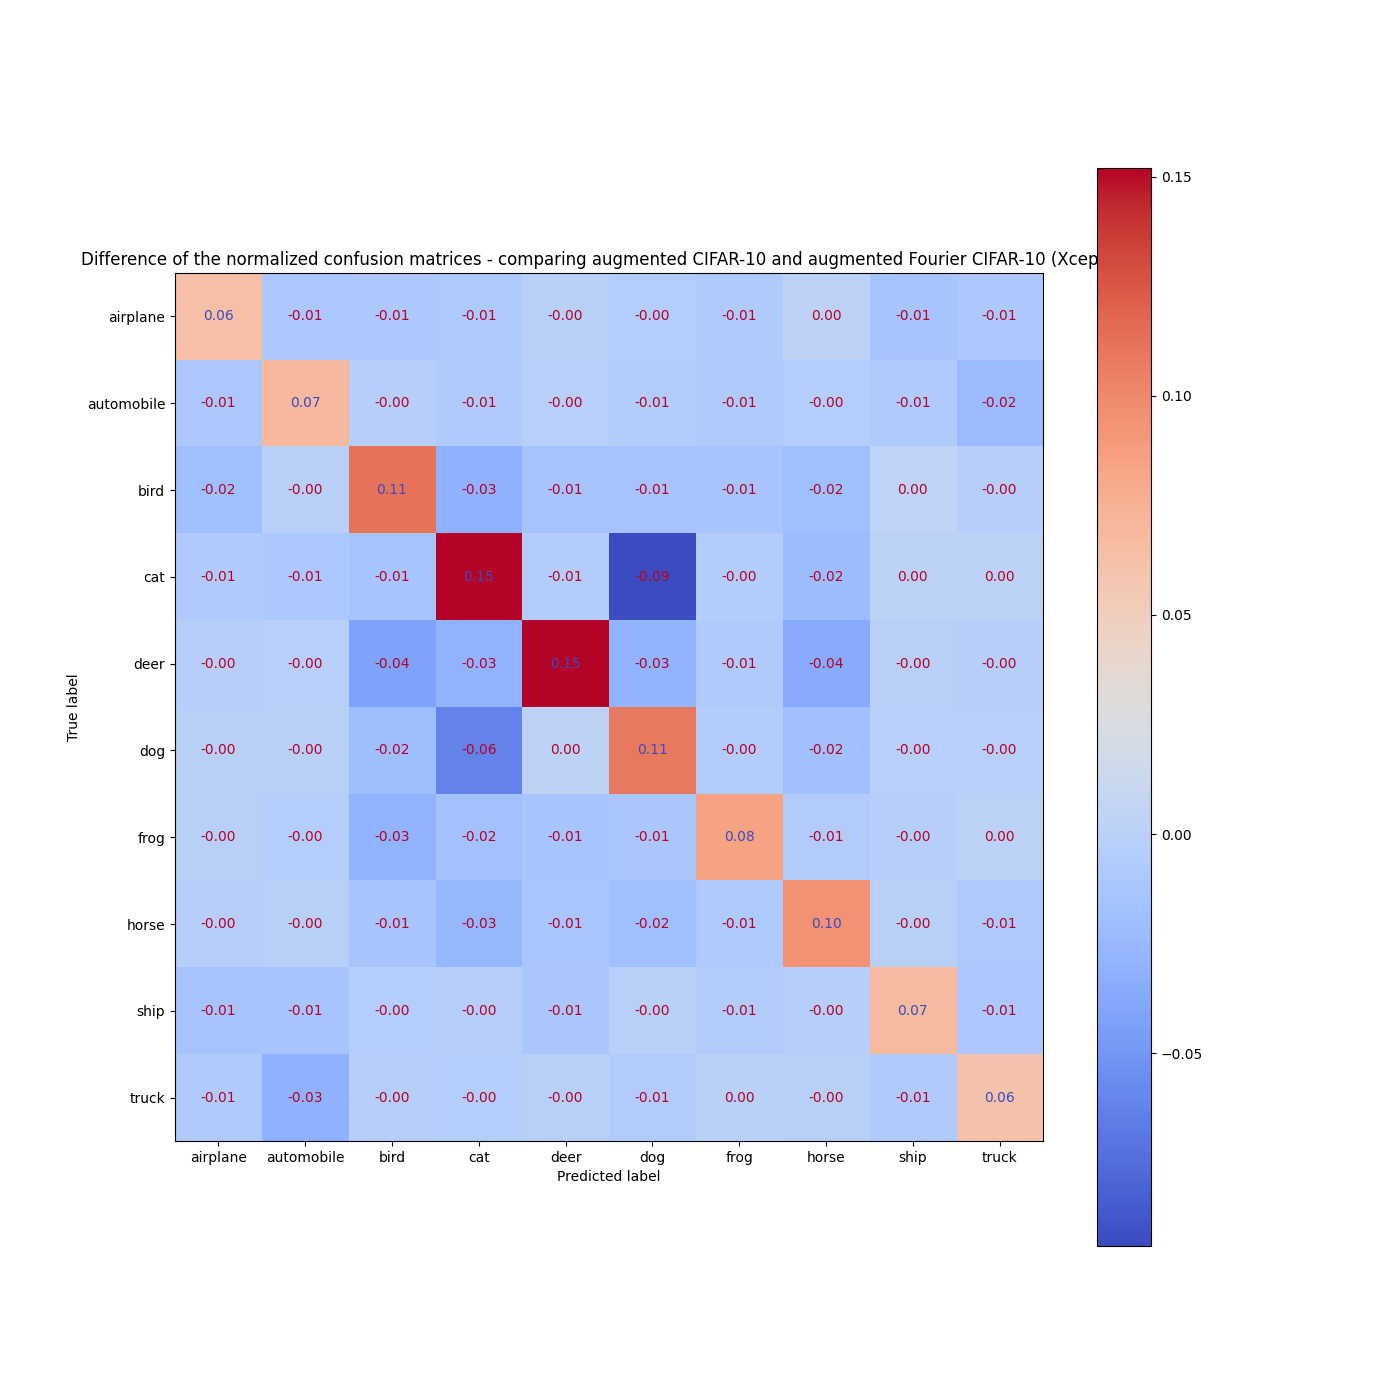 Difference of the normalized confusion matrices - comparing augmented CIFAR-10 and augmented Fourier CIFAR-10 (Xcep
0.15
0.10
0.05
0.00
−0.05
True label
airplane 0.06 -0.01 -0.01 -0.01 -0.00 -0.00 -0.01 0.00 -0.01 -0.01
automobile -0.01 0.07 -0.00 -0.01 -0.00 -0.01 -0.01 -0.00 -0.01 -0.02
bird -0.02 -0.00 0.11 -0.03 -0.01 -0.01 -0.01 -0.02 0.00 -0.00
cat -0.01 -0.01 -0.01 0.15 -0.01 -0.09 -0.00 -0.02 0.00 0.00
deer -0.00 -0.00 -0.04 -0.03 0.15 -0.03 -0.01 -0.04 -0.00 -0.00
dog -0.00 -0.00 -0.02 -0.06 0.00 0.11 -0.00 -0.02 -0.00 -0.00
frog -0.00 -0.00 -0.03 -0.02 -0.01 -0.01 0.08 -0.01 -0.00 0.00
horse -0.00 -0.00 -0.01 -0.03 -0.01 -0.02 -0.01 0.10 -0.00 -0.01
ship -0.01 -0.01 -0.00 -0.00 -0.01 -0.00 -0.01 -0.00 0.07 -0.01
truck -0.01 -0.03 -0.00 -0.00 -0.00 -0.01 0.00 -0.00 -0.01 0.06
airplane automobile bird cat deer dog frog horse ship truck
Predicted label